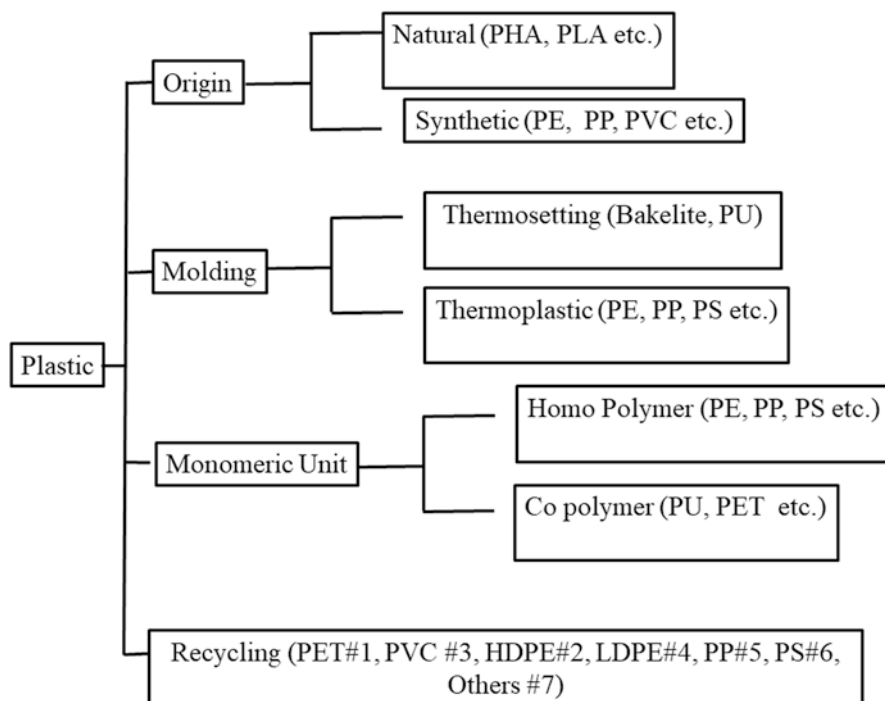 Natural (PHA, PLA etc.)
Origin
Synthetic (PE, PP, PVC etc.)
Thermosetting (Bakelite, PU)
Molding
Thermoplastic (PE, PP, PS etc.)
Plastic
Homo Polymer (PE, PP, PS etc.)
Monomeric Unit
Co polymer (PU, PET etc.)
Recycling (PET#1, PVC #3, HDPE#2, LDPE#4, PP#5, PS#6,
Others #7)